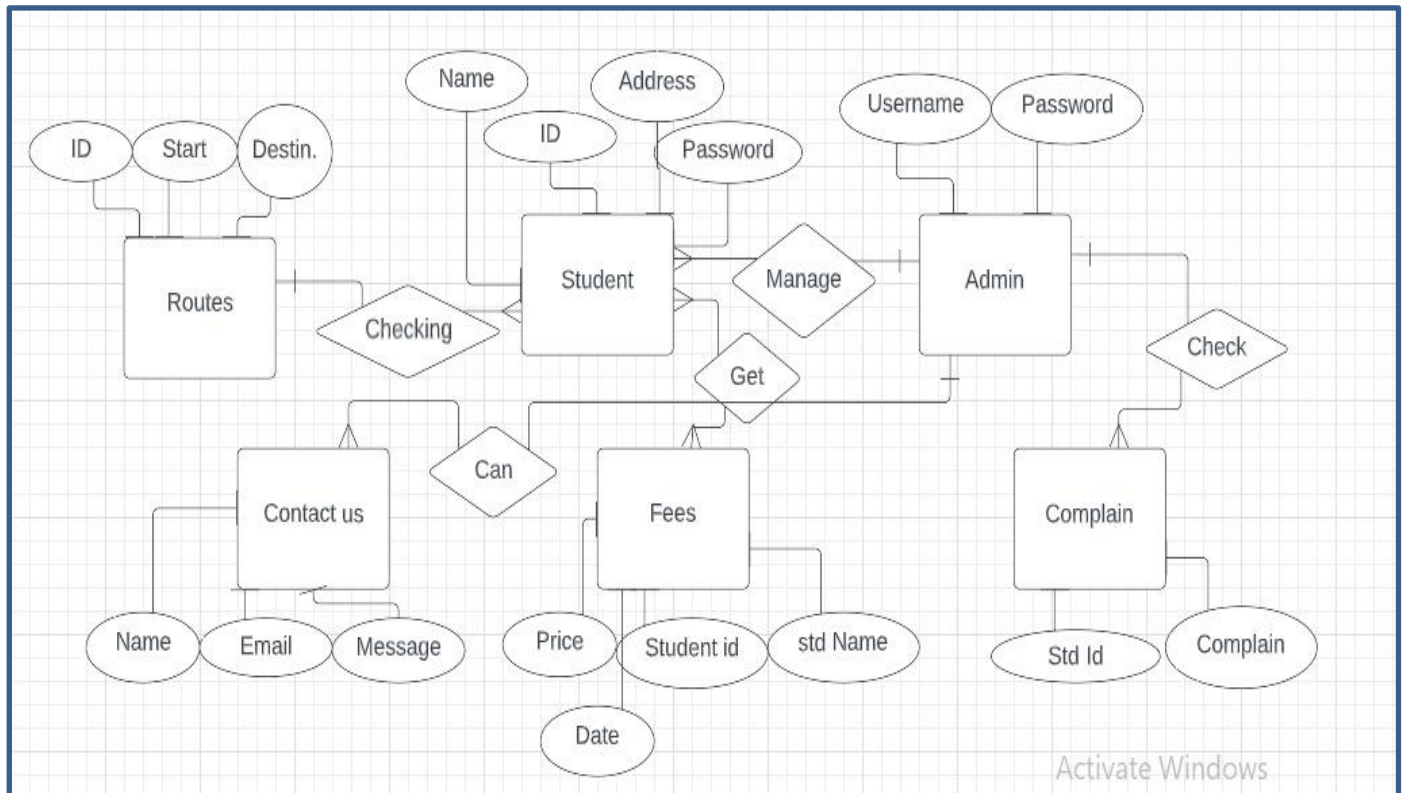 Name
Address
Username
Password
ID
Start
Destin.
ID
Password
Routes
Student
Manage
Admin
Checking
Get
Check
Can
Contact us
Fees
Complain
Name
Email
Message
Price
Student id
std Name
Std Id
Complain
Date
Activate Windows